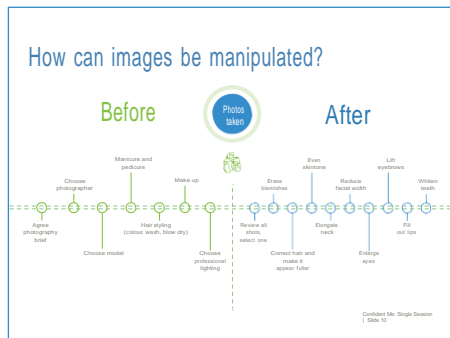 How can images be manipulated?
Before
Photos
taken
After
Manicure and
pedicure
Choose
photographer
Make up
Agree
photography
brief
Hair styling
(colour, wash, blow dry)
Choose model
Choose
professional
lighting
Even
skintone
Lift
eyebrows
Erase
blemishes
Reduce
facial width
Whiten
teeth
Review all
shots,
select one
Elongate
neck
Fill
out lips
Correct hair and
make it
appear fuller
Enlarge
eyes
Confident Me: Single Session
| Slide 10